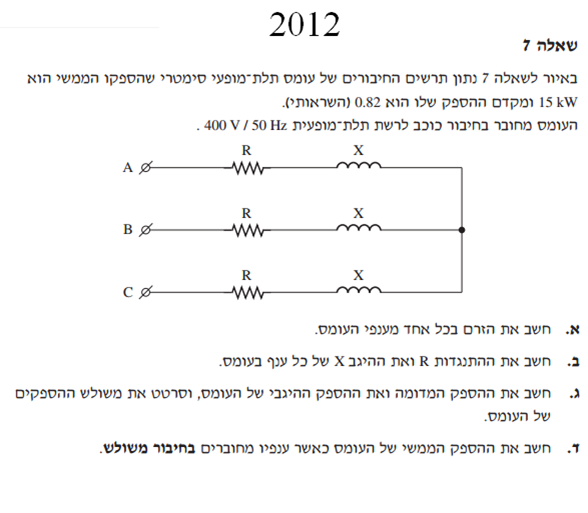 2012
שאלה 7
באיור לשאלה 7 נתון תרשים החיבורים של עומס תלת־מופעי סימטרי שהספקו הממשי הוא
15 kW ומקדם ההספק שלו הוא 0.82 (השראותי).
העומס מחובר בחיבור כוכב לרשת תלת־מופעית 400 V / 50 Hz .
R X
A
R X
B
R X
C
א. חשב את הזרם בכל אחד מענפי העומס.
ב. חשב את ההתנגדות R ואת ההיגב X של כל ענף בעומס.
ג. חשב את ההספק המדומה ואת ההספק ההיגבי של העומס, וסרטט את משולש ההספקים
של העומס.
ד. חשב את ההספק הממשי של העומס כאשר ענפיו מחוברים בחיבור משולש.